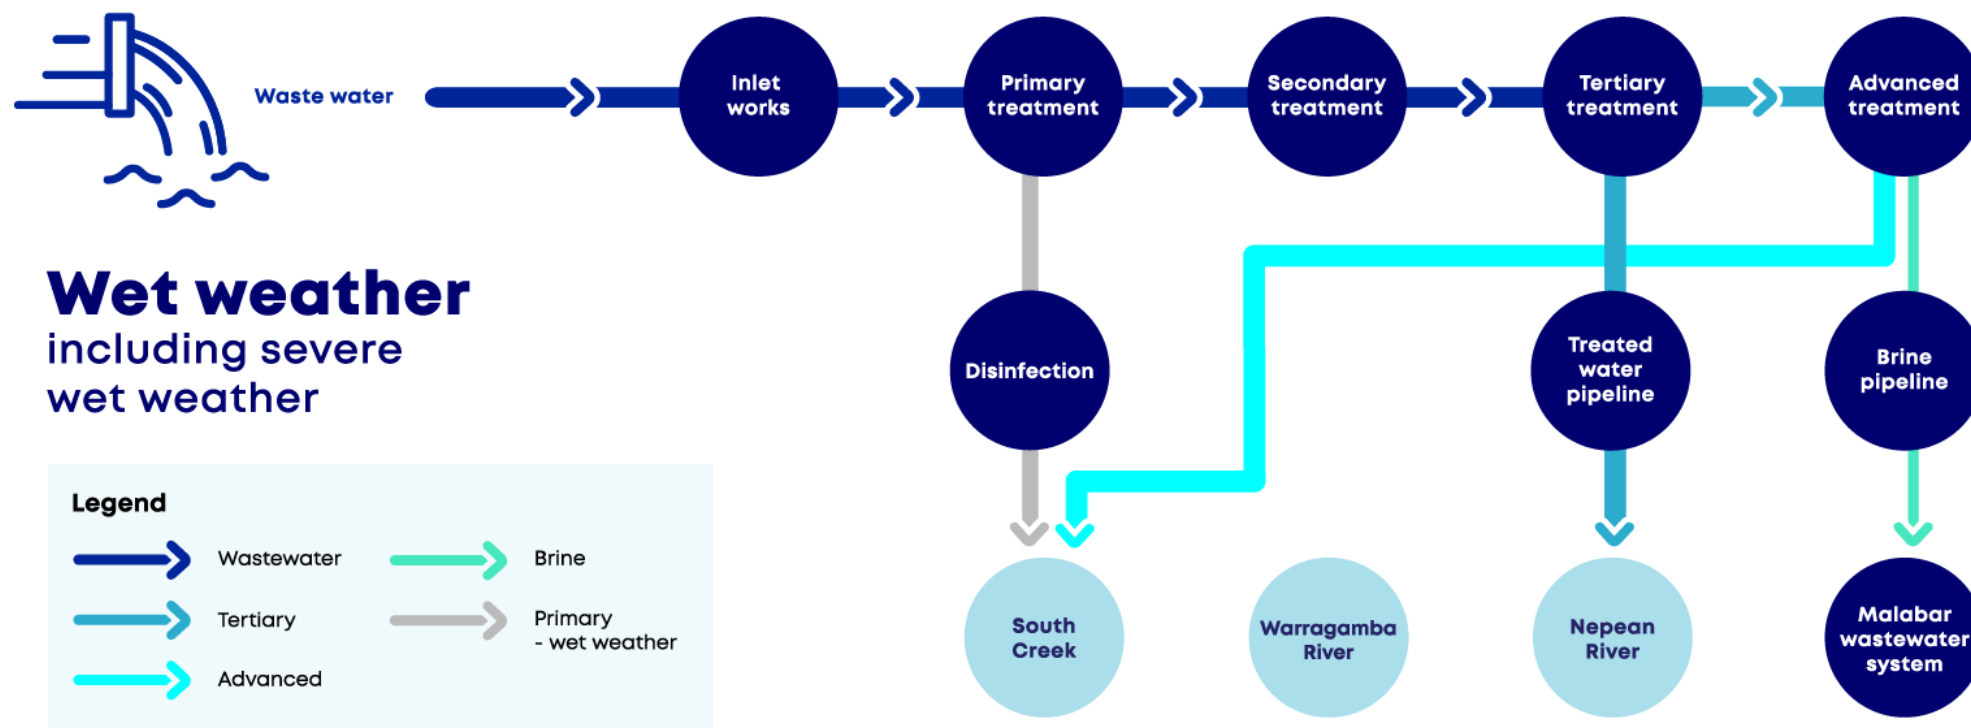 Waste water
Inlet
works
Primary
treatment
Secondary
treatment
Tertiary
treatment
Advanced
treatment
Wet weather
including severe
wet weather
Disinfection
Treated
water
pipeline
Brine
pipeline
Legend
Wastewater
Brine
Tertiary
Primary
- wet weather
Advanced
South
Creek
Warragamba
River
Nepean
River
Malabar
wastewater
system